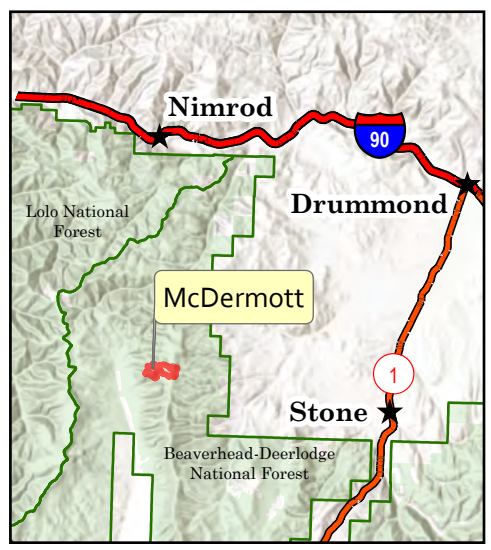 Nimrod
90
Drummond
Lolo National
Forest
McDermott
1
Stone
Beaverhead-Deerlodge
National Forest